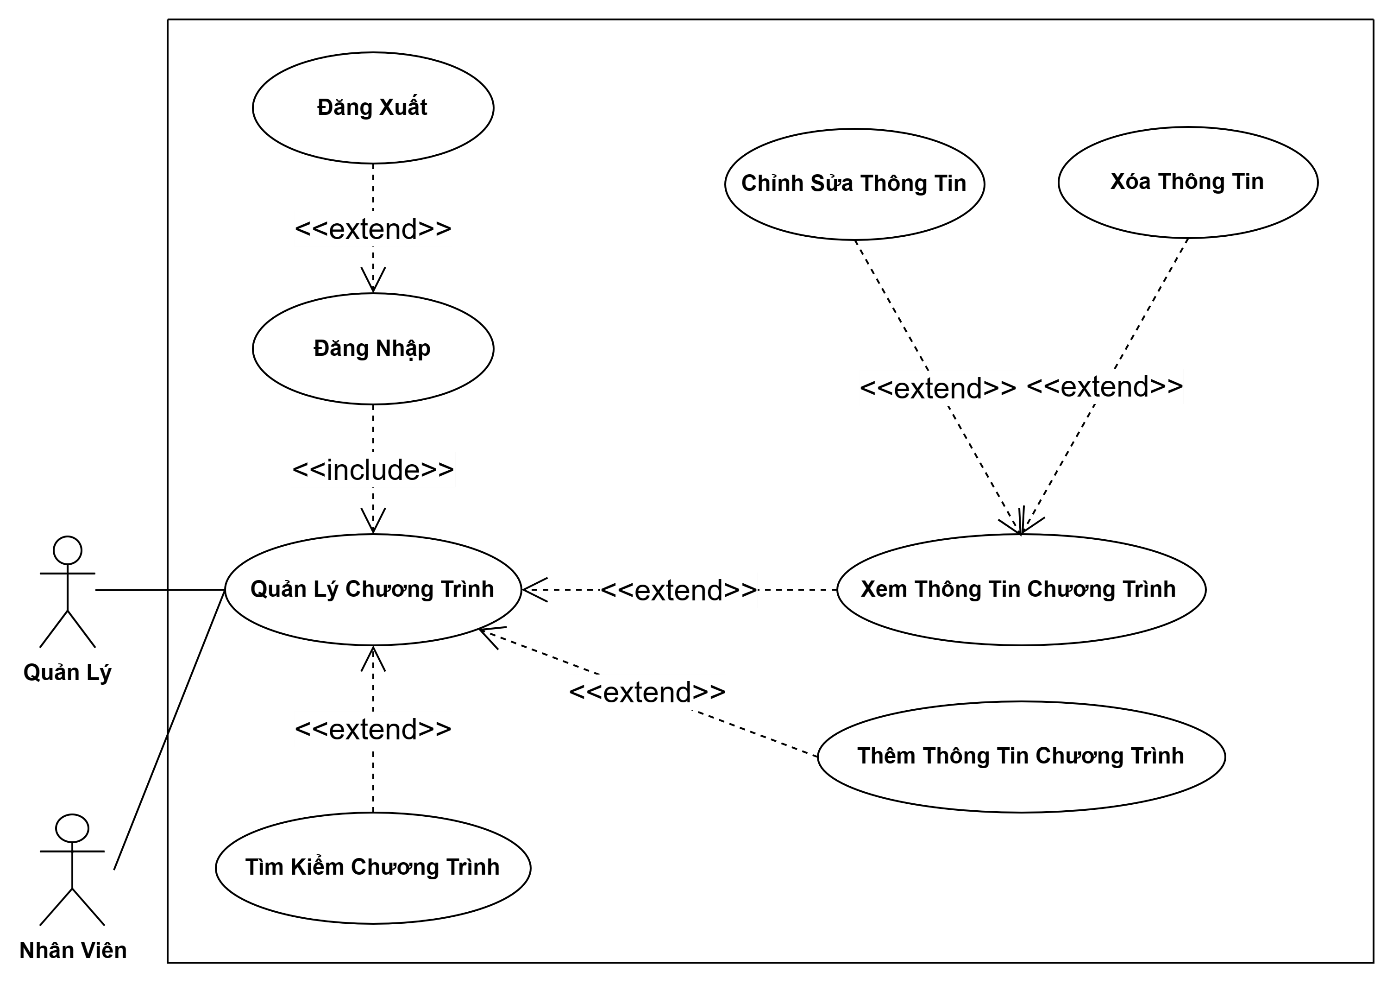 Đăng Xuất
<<extend>>
Đăng Nhập
<<include>>
Chỉnh Sửa Thông Tin
Xóa Thông Tin
<<extend>>
<<extend>>
Quản Lý
Quản Lý Chương Trình
<<extend>>
Xem Thông Tin Chương Trình
<<extend>>
Thêm Thông Tin Chương Trình
<<extend>>
Tìm Kiểm Chương Trình
Nhân Viên